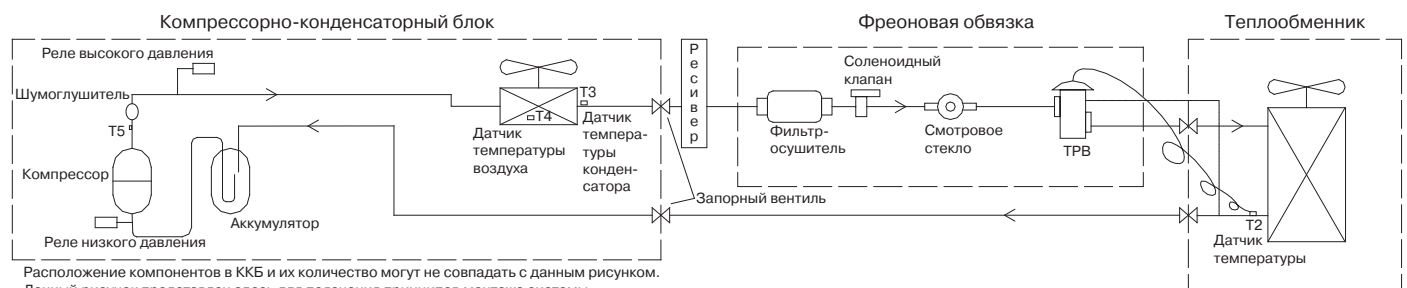 Компрессорно-конденсаторный блок
Фреоновая обвязка
Теплообменник
Реле высокого давления
Шумоглушитель
T5
Компрессор
Реле низкого давления
Аккумулятор
T4
T3
Датчик
температуры
воздуха
Датчик
темпера-
туры
конден-
сатора
Ресивер
Запорный вентиль
Фильтр-
осушитель
Соленоидный
клапан
Смотровое
стекло
ТРВ
T2
Датчик
температуры
Расположение компонентов в ККБ и их количество могут не совпадать с данным рисунком.